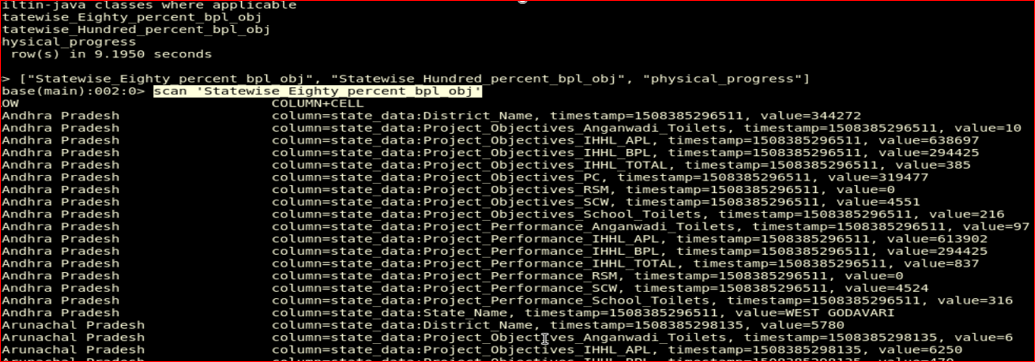 iltin-java classes where applicable
tatewise_Eighty_percent_bpl_obj
tatewise_Hundred_percent_bpl_obj
hysical_progress
row(s) in 9.1950 seconds
> ["Statewise_Eighty_percent_bpl_obj", "Statewise_Hundred_percent_bpl_obj", "physical_progress"]
base(main):002:0> scan 'Statewise_Eighty_percent_bpl_obj'
OW COLUMN+CELL
Andhra Pradesh column=state_data:District_Name, timestamp=1508385296511, value=344272
Andhra Pradesh column=state_data:Project_Objectives_Anganwadi_Toilets, timestamp=1508385296511, value=10
Andhra Pradesh column=state_data:Project_Objectives_IHHL_APL, timestamp=1508385296511, value=638697
Andhra Pradesh column=state_data:Project_Objectives_IHHL_BPL, timestamp=1508385296511, value=294425
Andhra Pradesh column=state_data:Project_Objectives_IHHL_TOTAL, timestamp=1508385296511, value=385
Andhra Pradesh column=state_data:Project_Objectives_PC, timestamp=1508385296511, value=319477
Andhra Pradesh column=state_data:Project_Objectives_RSM, timestamp=1508385296511, value=0
Andhra Pradesh column=state_data:Project_Objectives_SCW, timestamp=1508385296511, value=4551
Andhra Pradesh column=state_data:Project_Objectives_School_Toilets, timestamp=1508385296511, value=216
Andhra Pradesh column=state_data:Project_Performance_Anganwadi_Toilets, timestamp=1508385296511, value=97
Andhra Pradesh column=state_data:Project_Performance_IHHL_APL, timestamp=1508385296511, value=613902
Andhra Pradesh column=state_data:Project_Performance_IHHL_BPL, timestamp=1508385296511, value=294425
Andhra Pradesh column=state_data:Project_Performance_IHHL_TOTAL, timestamp=1508385296511, value=837
Andhra Pradesh column=state_data:Project_Performance_RSM, timestamp=1508385296511, value=0
Andhra Pradesh column=state_data:Project_Performance_SCW, timestamp=1508385296511, value=4524
Andhra Pradesh column=state_data:Project_Performance_School_Toilets, timestamp=1508385296511, value=316
Andhra Pradesh column=state_data:State_Name, timestamp=1508385296511, value=WEST GODAVARI
Arunachal Pradesh column=state_data:District_Name, timestamp=1508385298135, value=5780
Arunachal Pradesh column=state_data:Project_Objectives_Anganwadi_Toilets, timestamp=1508385298135, value=6
Arunachal Pradesh column=state_data:Project_Objectives_IHHL_APL, timestamp=1508385298135, value=6250